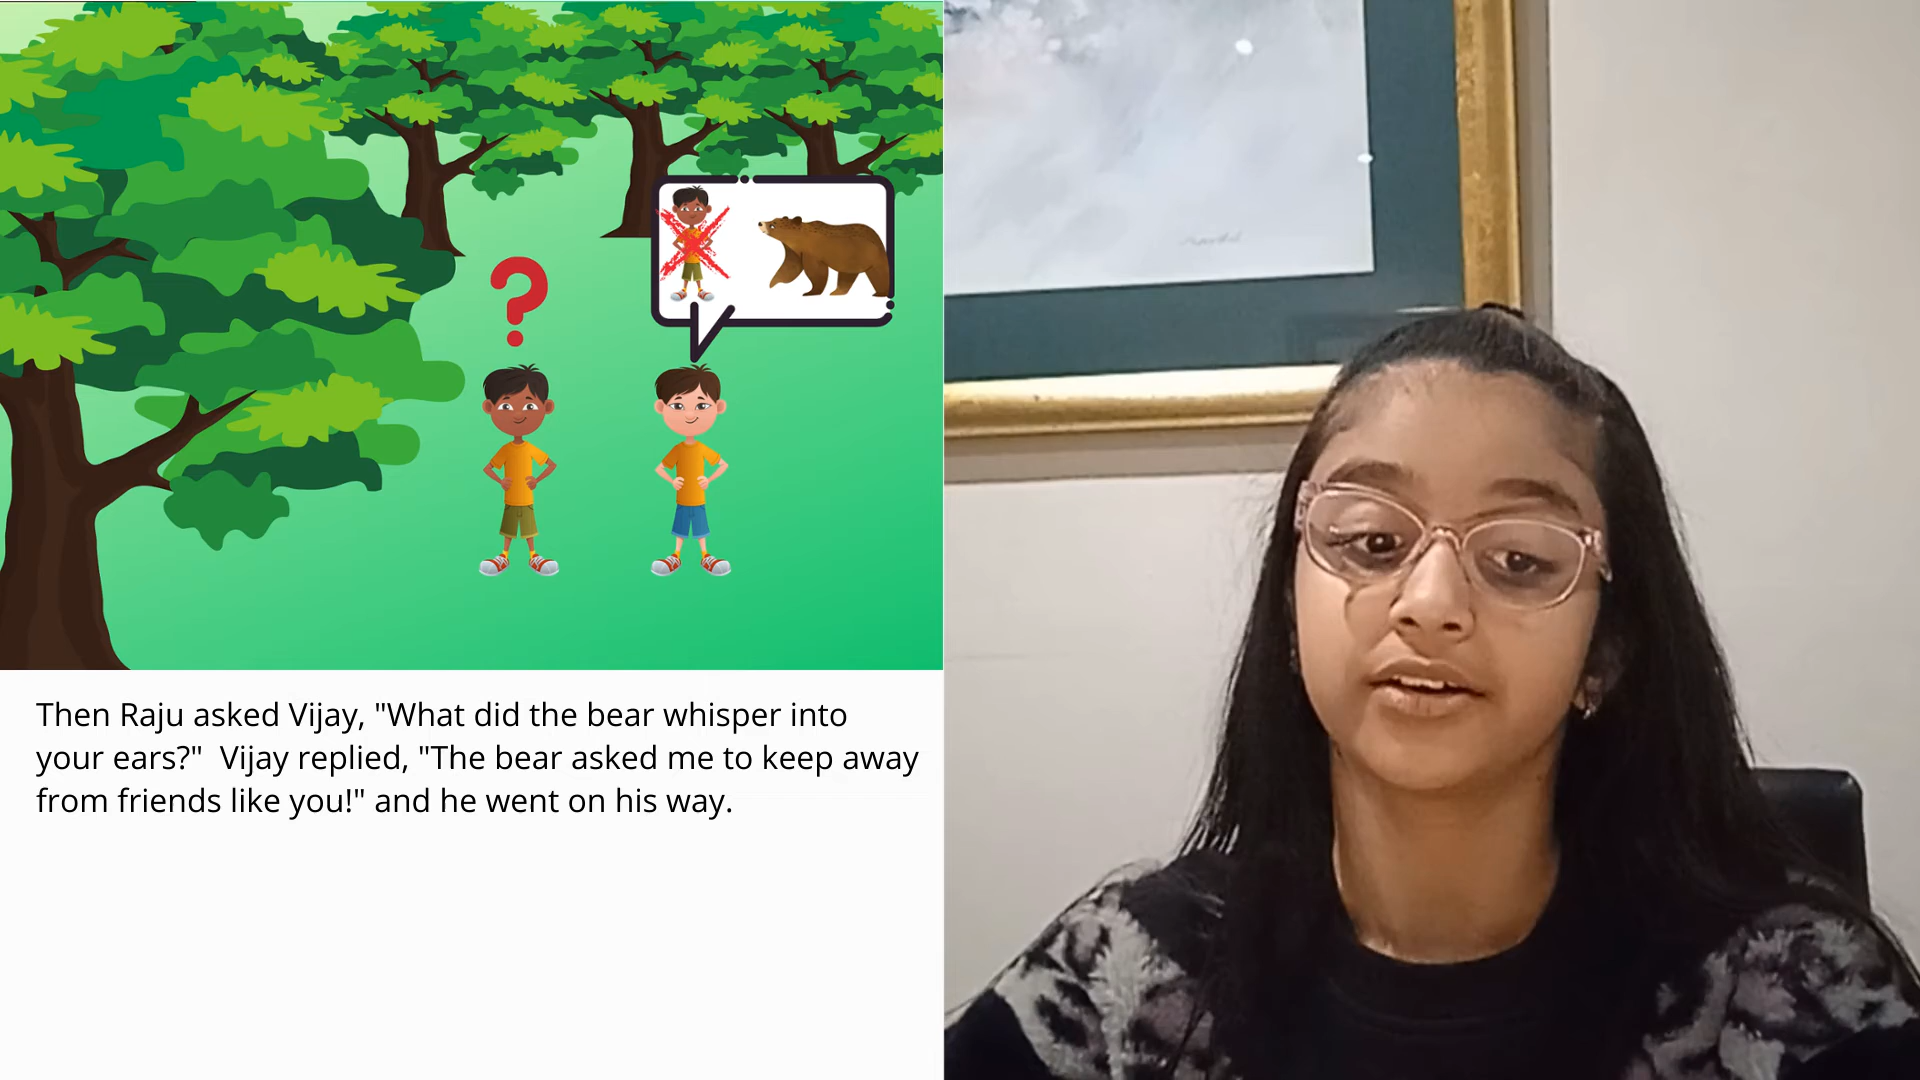 Then Raju asked Vijay, "What did the bear whisper into
your ears?"  Vijay replied, "The bear asked me to keep away
from friends like you!" and he went on his way.